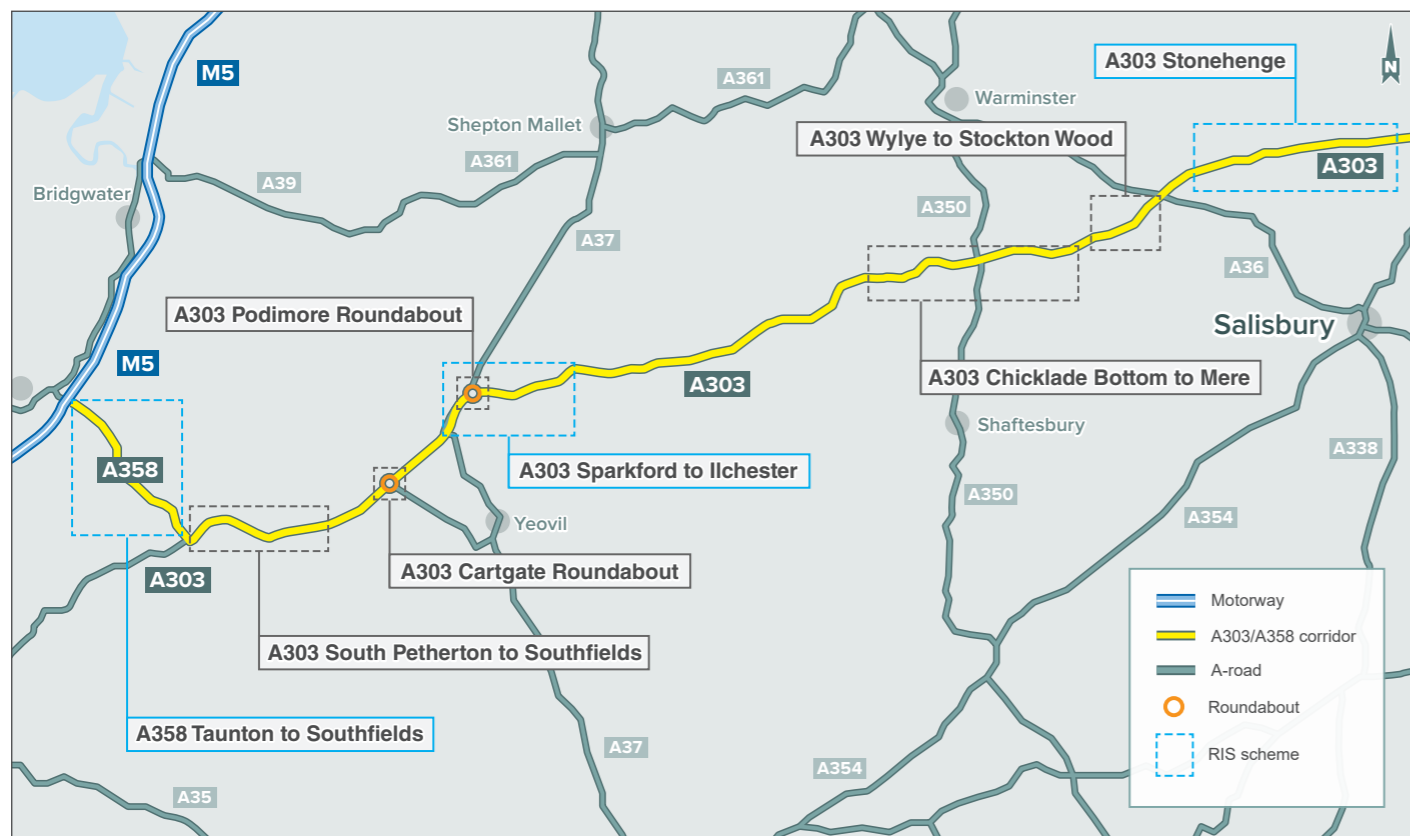 M5
A361
A303 Stonehenge
N
Warminster
Shepton Mallet
A303 Wylye to Stockton Wood
A361
A303
A39
Bridgwater
A350
A37
A36
A303 Podimore Roundabout
Salisbury
M5
A303
A303 Chicklade Bottom to Mere
Shaftesbury
A358
A303 Sparkford to Ilchester
A338
A350
A354
Yeovil
A303
A303 Cartgate Roundabout
A303 South Petherton to Southfields
A358 Taunton to Southfields
A37
A354
A35
Motorway
A303/A358 corridor
A-road
Roundabout
RIS scheme